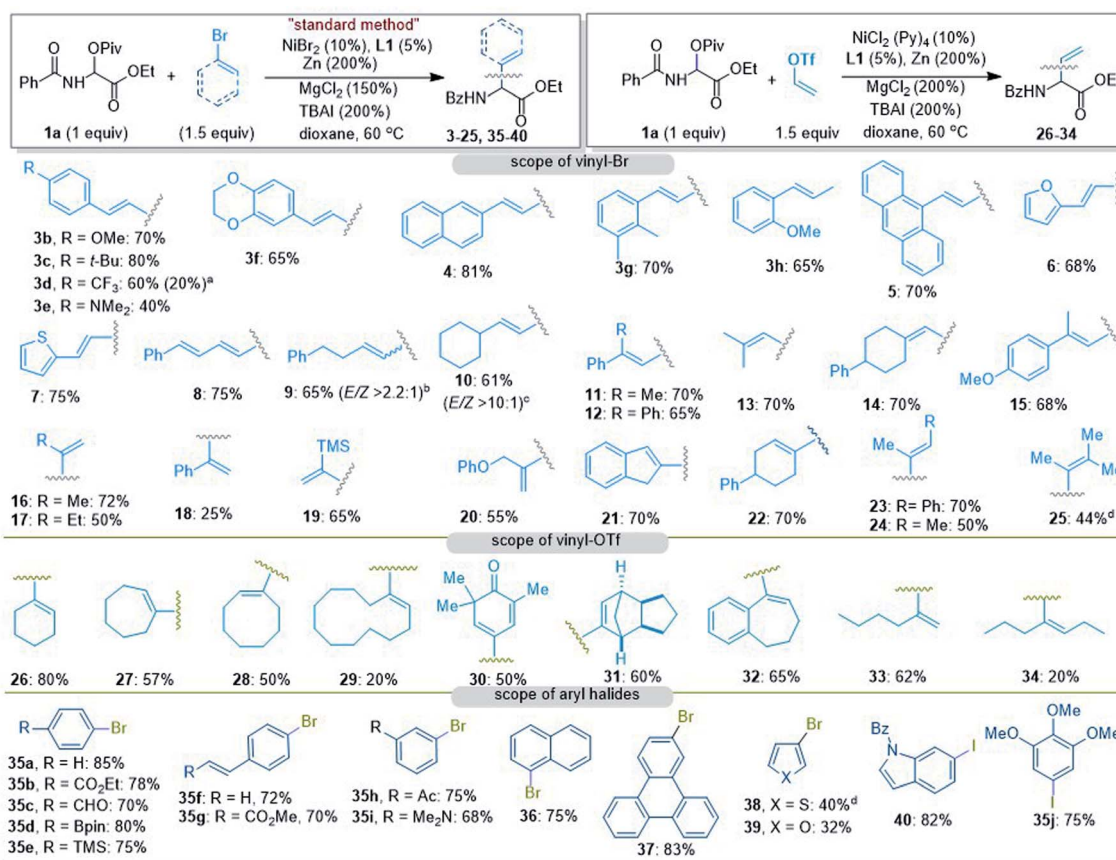 "standard method"
NiBr2 (10%), L1 (5%)
Zn (200%)
MgCl2 (150%)
TBAI (200%)
dioxane, 60 °C
O
OPiv
Ph
N
H
OEt
O
+
Br
BzHN
OEt
O
1a (1 equiv)
(1.5 equiv)
3-25, 35-40
NiCl2 (Py)4 (10%)
L1 (5%), Zn (200%)
MgCl2 (200%)
TBAI (200%)
dioxane, 60 °C
O
OPiv
Ph
N
H
OEt
O
+
OTf
BzHN
O
1a (1 equiv)
1.5 equiv
26-34
scope of vinyl-Br
R
3b, R = OMe: 70%
3c, R = t-Bu: 80%
3d, R = CF3: 60% (20%)a
3e, R = NMe2: 40%
O
O
3f: 65%
4: 81%
3g: 70%
OMe
3h: 65%
5: 70%
O
6: 68%
S
7: 75%
Ph
8: 75%
Ph
9: 65% (E/Z >2.2:1)b
10: 61%
(E/Z >10:1)c
R
Ph
11: R = Me: 70%
12: R = Ph: 65%
13: 70%
Ph
14: 70%
MeO
15: 68%
R
16: R = Me: 72%
17: R = Et: 50%
Ph
18: 25%
TMS
19: 65%
PhO
20: 55%
21: 70%
Ph
22: 70%
R
Me
23: R= Ph: 70%
24: R = Me: 50%
Me
Me
Me
25: 44%d
scope of vinyl-OTf
26: 80%
27: 57%
28: 50%
29: 20%
Me
Me
O
Me
30: 50%
H
H
31: 60%
32: 65%
33: 62%
34: 20%
scope of aryl halides
R
Br
35a, R = H: 85%
35b, R = CO2Et: 78%
35c, R = CHO: 70%
35d, R = Bpin: 80%
35e, R = TMS: 75%
R
Br
35f: R = H, 72%
35g: R = CO2Me, 70%
R
Br
35h, R = Ac: 75%
35i, R = Me2N: 68%
Br
36: 75%
Br
37: 83%
Br
X
38, X = S: 40%d
39, X = O: 32%
Bz
N
I
40: 82%
OMe
MeO
OMe
I
35j: 75%